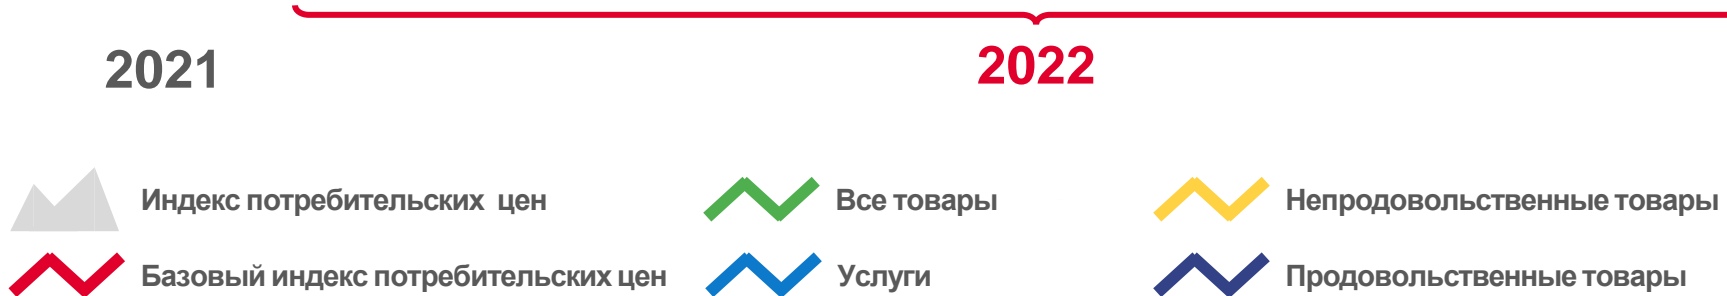 2021
2022
Индекс потребительских цен
Все товары
Непродовольственные товары
Базовый индекс потребительских цен
Услуги
Продовольственные товары